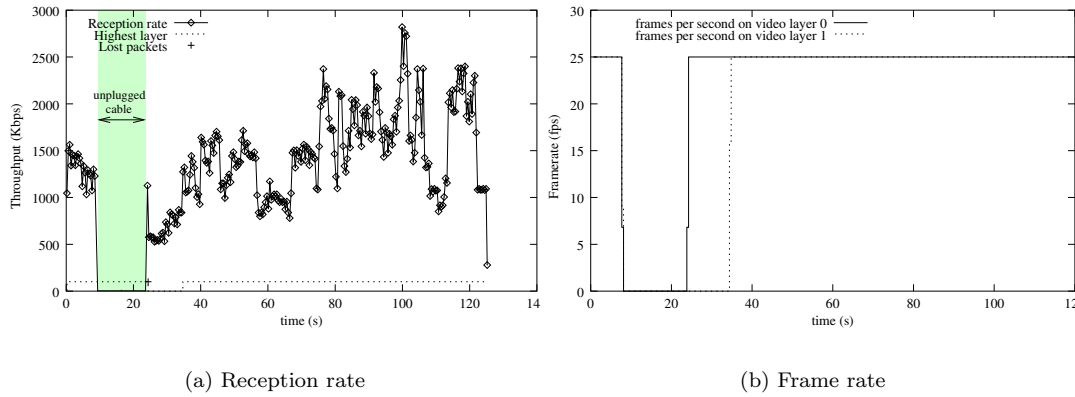 3000
2500
2000
1500
1000
500
0
Throughput (Kbps)
Reception rate
Highest layer
Lost packets
unplugged
cable
0 20 40 60 80 100 120 14
time (s)
(a) Reception rate
30
25
20
15
10
5
0
Framerate (fps)
frames per second on video layer 0
frames per second on video layer 1
0 20 40 60 80 100 120
time (s)
(b) Frame rate